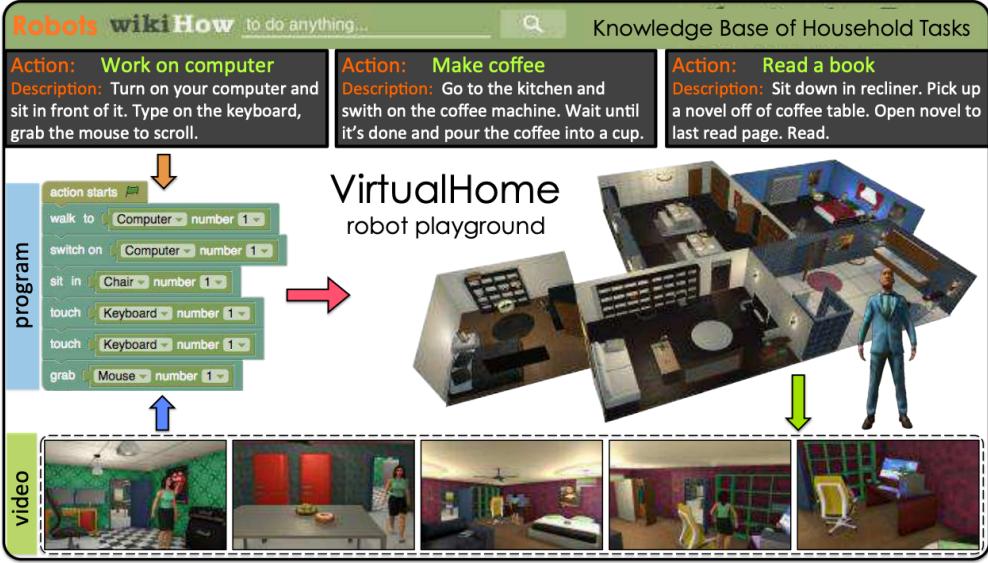 Robots wikiHow to do anything...
Knowledge Base of Household Tasks
Action: Work on computer
Description: Turn on your computer and
sit in front of it. Type on the keyboard,
grab the mouse to scroll.
Action: Make coffee
Description: Go to the kitchen and
swith on the coffee machine. Wait until
it's done and pour the coffee into a cup.
Action: Read a book
Description: Sit down in recliner. Pick up
a novel off of coffee table. Open novel to
last read page. Read.
program
action starts
walk to Computer number 1
switch on Computer number 1
sit in Chair number 1
touch Keyboard number 1
touch Keyboard number 1
grab Mouse number 1
VirtualHome
robot playground
video